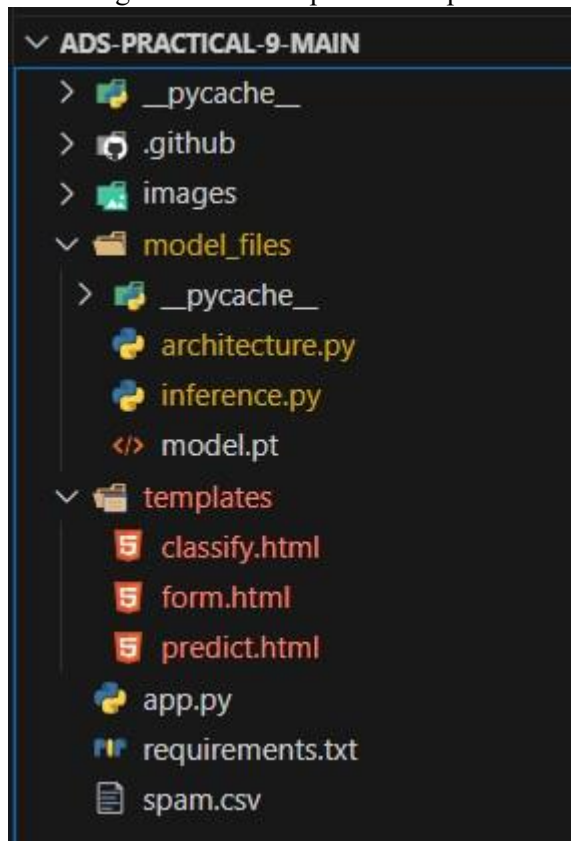 ADS-PRACTICAL-9-MAIN
__pycache__
.github
images
model_files
__pycache__
architecture.py
inference.py
model.pt
templates
classify.html
form.html
predict.html
app.py
requirements.txt
spam.csv